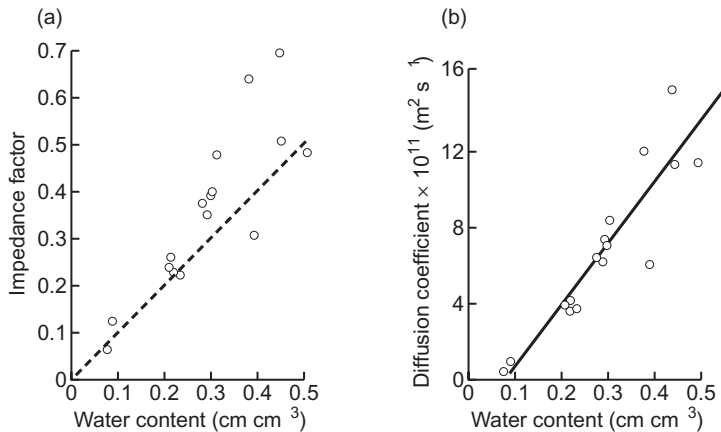 (a)
0.7
0.6
0.5
0.4
0.3
0.2
0.1
0
Impedance factor
0 0.1 0.2 0.3 0.4 0.5
Water content (cm cm 3)
(b)
16
12
8
4
0
Diffusion coefficient × 10¹¹ (m² s ¹)
0 0.1 0.2 0.3 0.4 0.5
Water content (cm cm ³)